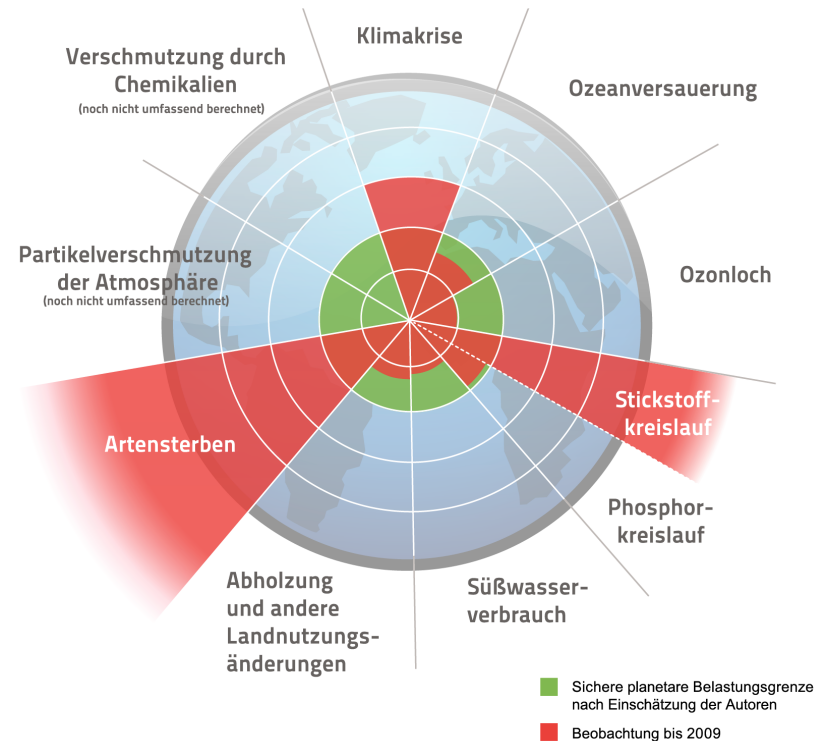 Klimakrise
Verschmutzung durch
Chemikalien
(noch nicht umfassend berechnet)
Ozeanversauerung
Partikelverschmutzung
der Atmosphäre
(noch nicht umfassend berechnet)
Ozonloch
Stickstoff-
kreislauf
Artensterben
Phosphor-
kreislauf
Abholzung
und andere
Landnutzungs-
änderungen
Süßwasser-
verbrauch
Sichere planetare Belastungsgrenze
nach Einschätzung der Autoren
Beobachtung bis 2009